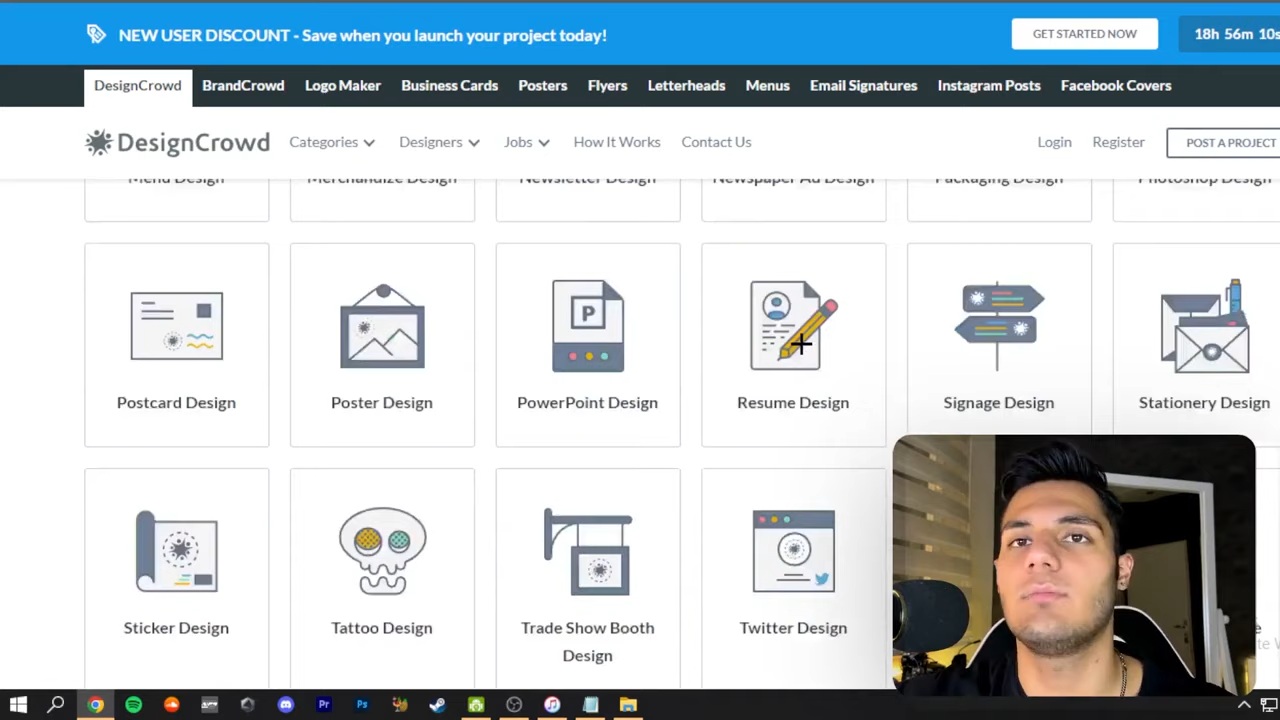 NEW USER DISCOUNT - Save when you launch your project today!
GET STARTED NOW
18h 56m 10s
DesignCrowd BrandCrowd Logo Maker Business Cards Posters Flyers Letterheads Menus Email Signatures Instagram Posts Facebook Covers
DesignCrowd Categories Designers Jobs How It Works Contact Us Login Register POST A PROJECT
Menu Design Merchandize Design Newsletter Design Newspaper Ad Design Packaging Design Photoshop Design
P
Postcard Design Poster Design PowerPoint Design Resume Design Signage Design Stationery Design
Sticker Design Tattoo Design Trade Show Booth Design Twitter Design
Pr Ps